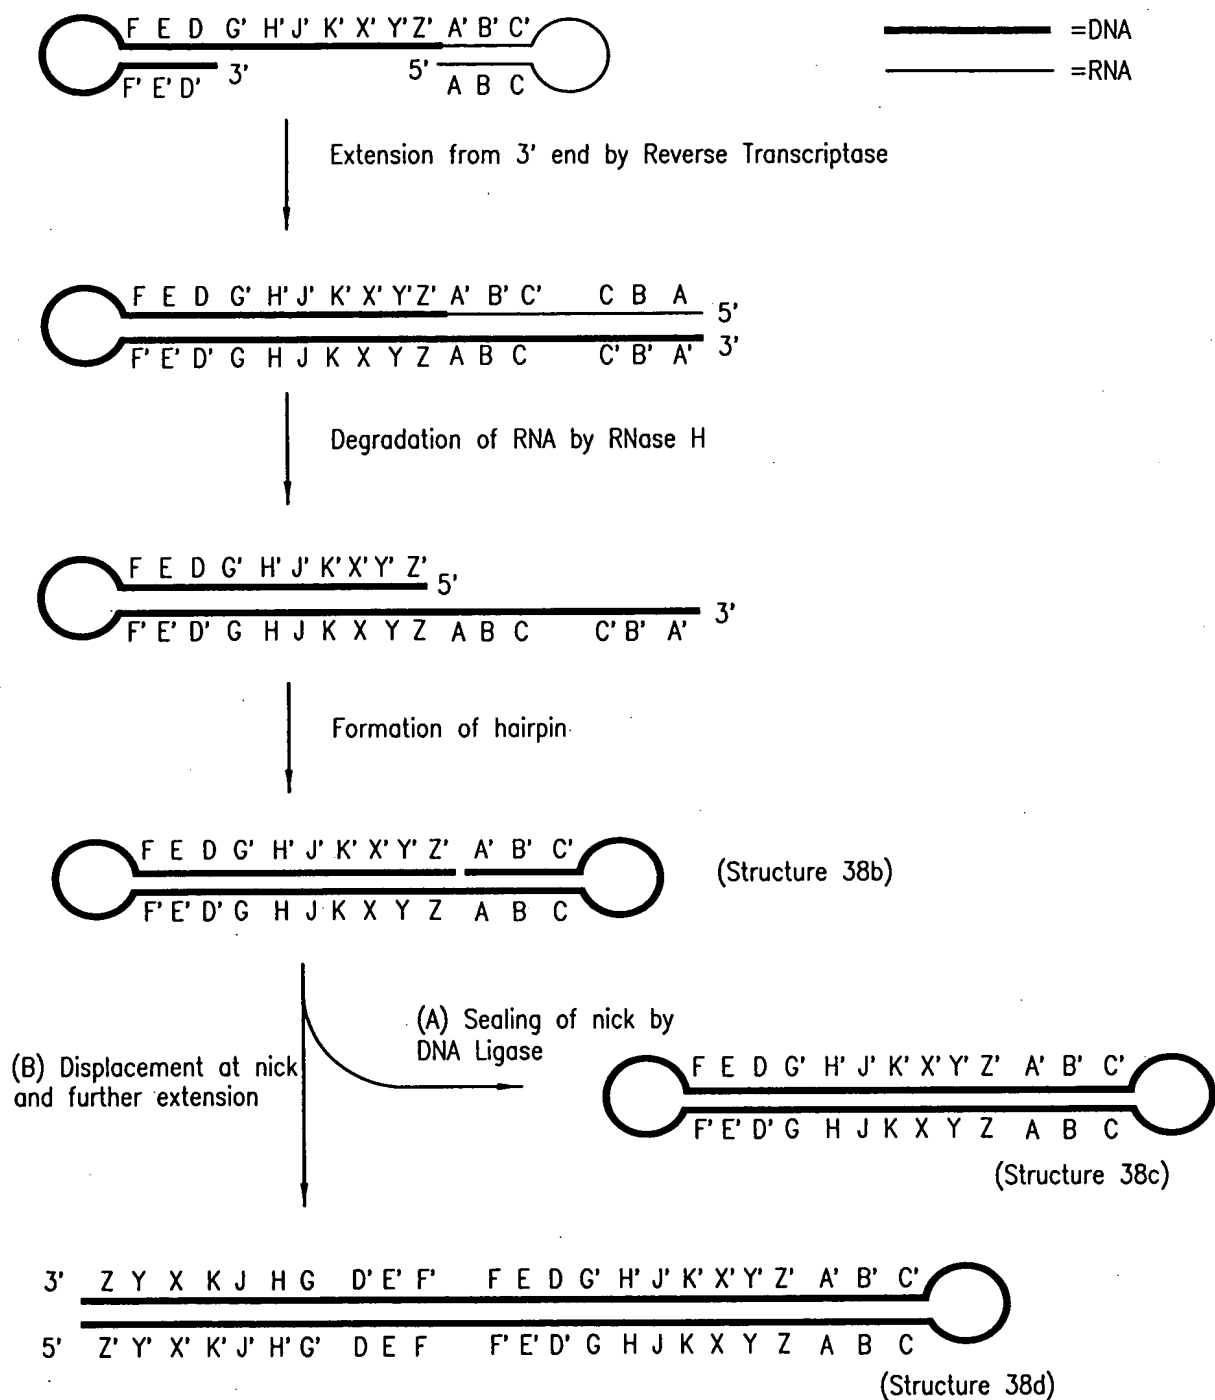 F E D G' H' J' K' X' Y' Z' A' B' C'
=DNA
F' E' D' 3' 5' A B C
=RNA
Extension from 3' end by Reverse Transcriptase
F E D G' H' J' K' X' Y' Z' A' B' C' C B A
5'
3'
F' E' D' G H J K X Y Z A B C C' B' A'
Degradation of RNA by RNase H
F E D G' H' J' K' X' Y' Z'
5'
3'
F' E' D' G H J K X Y Z A B C C' B' A'
Formation of hairpin
F E D G' H' J' K' X' Y' Z' A' B' C'
(Structure 38b)
F' E' D' G H J K X Y Z A B C
(A) Sealing of nick by
DNA Ligase
(B) Displacement at nick
and further extension
F E D G' H' J' K' X' Y' Z' A' B' C'
F' E' D' G H J K X Y Z A B C
(Structure 38c)
3' Z Y X K J H G D' E' F' F E D G' H' J' K' X' Y' Z' A' B' C'
5' Z' Y' X' K' J' H' G' D E F F' E' D' G H J K X Y Z A B C
(Structure 38d)